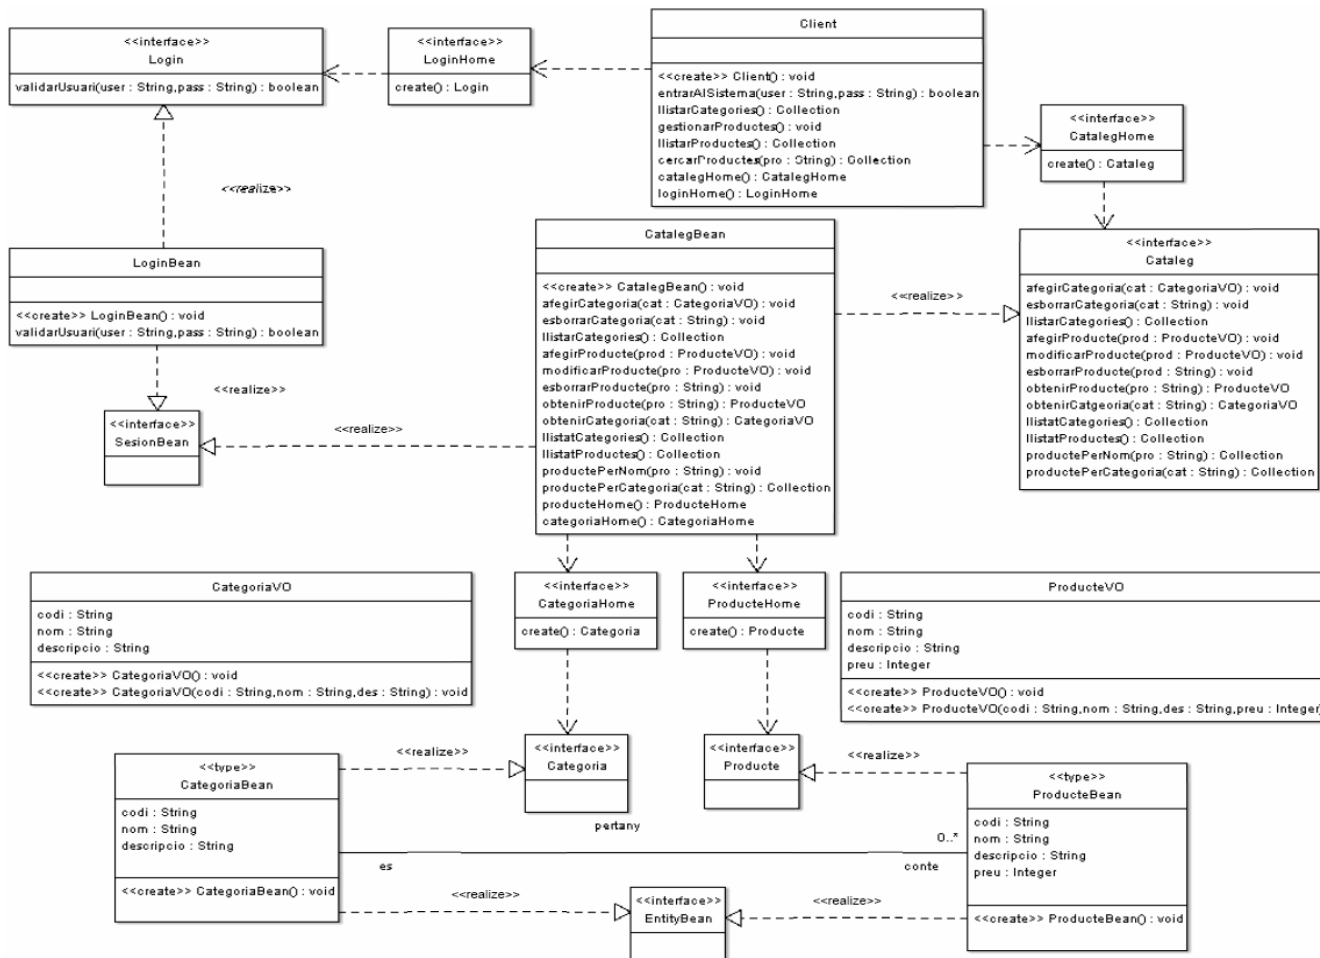 <<interface>>
Login
validarUsuari(user : String,pass : String) : boolean
<<interface>>
LoginHome
create() : Login
Client
<<create>> Client() : void
entrarAlSistema(user : String,pass : String) : boolean
llistarCategories() : Collection
gestionarProductes() : void
llistarProductes() : Collection
cercarProductes(pro : String) : Collection
catalegHome() : CatalegHome
loginHome() : LoginHome
<<interface>>
CatalegHome
create() : Cataleg
<<realize>>
LoginBean
<<create>> LoginBean() : void
validarUsuari(user : String,pass : String) : boolean
CatalegBean
<<create>> CatalegBean() : void
afegirCategoria(cat : CategoriaVO) : void
esborrarCategoria(cat : String) : void
llistarCategories() : Collection
afegirProducte(prod : ProducteVO) : void
modificarProducte(pro : ProducteVO) : void
esborrarProducte(pro : String) : void
obtenirProducte(pro : String) : ProducteVO
obtenirCategoria(cat : String) : CategoriaVO
llistatCategories() : Collection
llistatProductes() : Collection
productePerNom(pro : String) : void
productePerCategoria(cat : String) : Collection
producteHome() : ProducteHome
categoriaHome() : CategoriaHome
<<realize>>
<<interface>>
Cataleg
afegirCategoria(cat : CategoriaVO) : void
esborrarCategoria(cat : String) : void
llistarCategories() : Collection
afegirProducte(prod : ProducteVO) : void
modificarProducte(prod : ProducteVO) : void
esborrarProducte(prod : String) : void
obtenirProducte(pro : String) : ProducteVO
obtenirCatgeoria(cat : String) : CategoriaVO
llistatCategories() : Collection
llistatProductes() : Collection
productePerNom(pro : String) : Collection
productePerCategoria(cat : String) : Collection
<<realize>>
<<interface>>
SesionBean
<<realize>>
CategoriaVO
codi : String
nom : String
descripcio : String
<<create>> CategoriaVO() : void
<<create>> CategoriaVO(codi : String,nom : String,des : String) : void
<<interface>>
CategoriaHome
create() : Categoria
<<interface>>
ProducteHome
create() : Producte
ProducteVO
codi : String
nom : String
descripcio : String
preu : Integer
<<create>> ProducteVO() : void
<<create>> ProducteVO(codi : String,nom : String,des : String,preu : Integer)
<<type>>
CategoriaBean
codi : String
nom : String
descripcio : String
<<create>> CategoriaBean() : void
<<realize>>
<<interface>>
Categoria
<<interface>>
Producte
<<realize>>
<<type>>
ProducteBean
codi : String
nom : String
descripcio : String
preu : Integer
<<create>> ProducteBean() : void
pertany
0..*
es
conte
<<realize>>
<<interface>>
EntityBean
<<realize>>